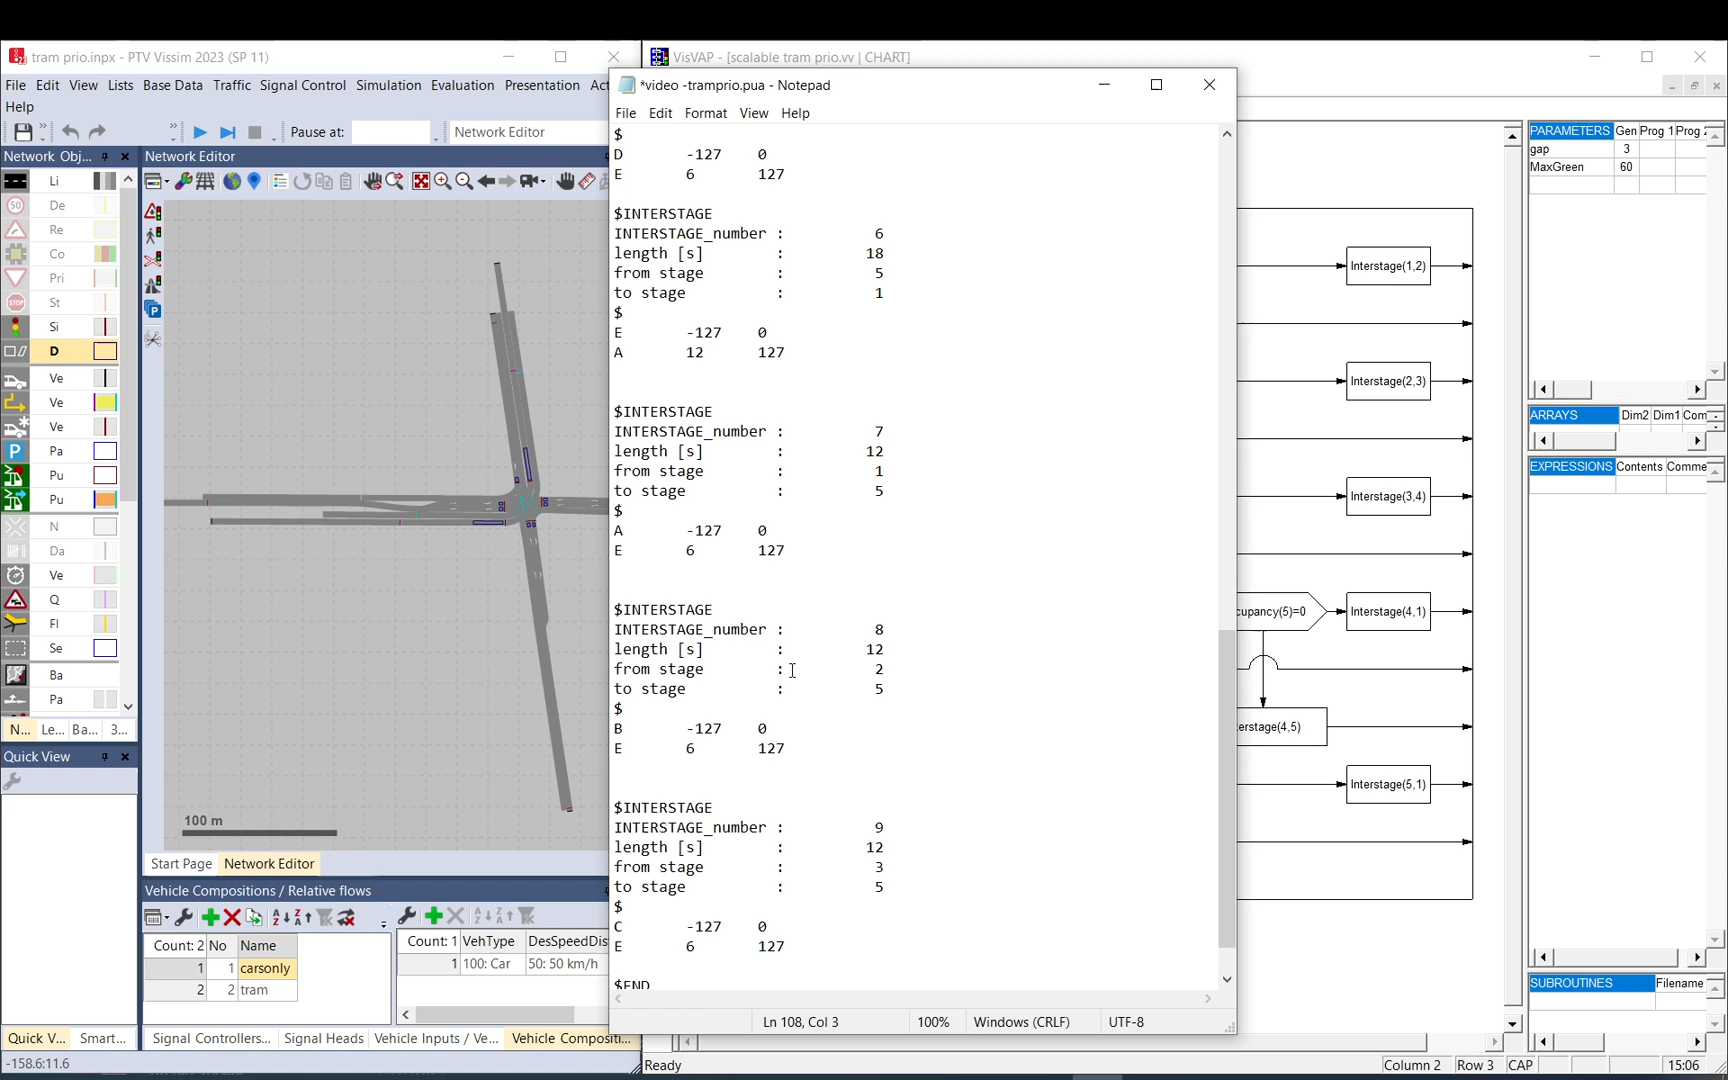 tram prio.inpx - PTV Vissim 2023 (SP 11)
File Edit View Lists Base Data Traffic Signal Control Simulation Evaluation Presentation Act
Help
Pause at:
Network Editor
Network Obj...
Li
50 De
Re
Co
Pri
STOP St
Si
D
Ve
Ve
Ve
P Pa
Pu
Pu
N
Da
Ve
Q
Fl
Se
Ba
Pa
N... Le... Ba... 3...
Quick View
Quick V... Smart...
Network Editor
100 m
Start Page Network Editor
Vehicle Compositions / Relative flows
Count: 2 No Name
1 1 carsonly
2 2 tram
Count: 1 VehType DesSpeedDis
1 100: Car 50: 50 km/h
Signal Controllers... Signal Heads Vehicle Inputs / Ve... Vehicle Compositi...
-158.6:11.6
*video -tramprio.pua - Notepad
File Edit Format View Help
$
D -127 0
E 6 127
$INTERSTAGE
INTERSTAGE_number : 6
length [s] : 18
from stage : 5
to stage : 1
$
E -127 0
A 12 127
$INTERSTAGE
INTERSTAGE_number : 7
length [s] : 12
from stage : 1
to stage : 5
$
A -127 0
E 6 127
$INTERSTAGE
INTERSTAGE_number : 8
length [s] : 12
from stage : 2
to stage : 5
$
B -127 0
E 6 127
$INTERSTAGE
INTERSTAGE_number : 9
length [s] : 12
from stage : 3
to stage : 5
$
C -127 0
E 6 127
$END
Ln 108, Col 3 100% Windows (CRLF) UTF-8
VisVAP - [scalable tram prio.vv | CHART]
Interstage(1,2)
Interstage(2,3)
Interstage(3,4)
cupancy(5)=0 Interstage(4,1)
terstage(4,5)
Interstage(5,1)
PARAMETERS Gen Prog 1 Prog 2
gap 3
MaxGreen 60
ARRAYS Dim2 Dim1 Com
EXPRESSIONS Contents Comme
SUBROUTINES Filename
Ready
Column 2 Row 3 CAP 15:06